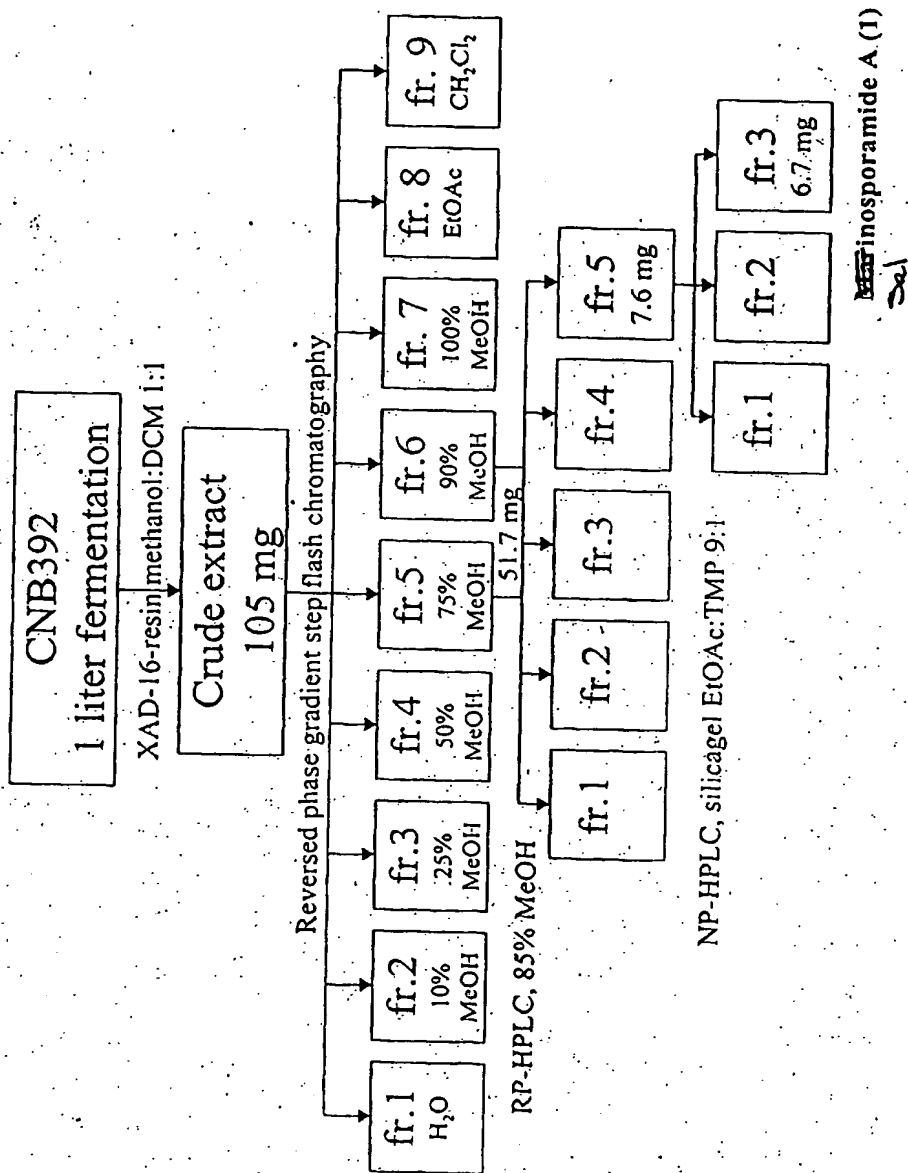 CNB392
1 liter fermentation
XAD-16-resin methanol:DCM 1:1
Crude extract
105 mg
Reversed phase gradient step flash chromatography
fr.1
H₂O
fr.2
10%
MeOH
fr.3
25%
MeOH
fr.4
50%
MeOH
fr.5
75%
MeOH
fr.6
90%
MeOH
fr. 7
100%
MeOH
fr. 8
EtOAc
fr. 9
CH₂Cl₂
51.7 mg
RP-HPLC, 85% MeOH
fr.1
fr.2
fr.3
fr.4
fr.5
7.6 mg
NP-HPLC, silicagel EtOAc:TMP 9:1
fr.1
fr.2
fr.3
6.7 mg
Marinosporamide A (1)
Sal